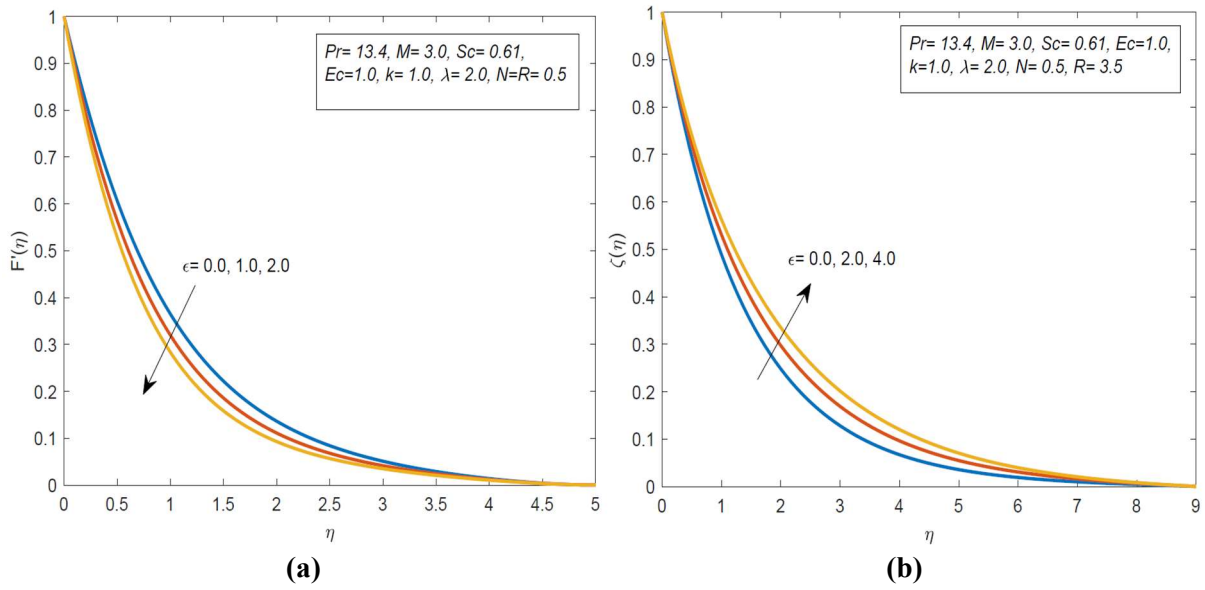 Pr= 13.4, M= 3.0, Sc= 0.61,
Ec=1.0, k= 1.0, λ= 2.0, N=R= 0.5
F'(η)
ϵ= 0.0, 1.0, 2.0
1
0.9
0.8
0.7
0.6
0.5
0.4
0.3
0.2
0.1
0
0 0.5 1 1.5 2 2.5 3 3.5 4 4.5 5
η
(a)
Pr= 13.4, M= 3.0, Sc= 0.61, Ec=1.0,
k=1.0, λ= 2.0, N= 0.5, R= 3.5
ζ(η)
ϵ= 0.0, 2.0, 4.0
1
0.9
0.8
0.7
0.6
0.5
0.4
0.3
0.2
0.1
0
0 1 2 3 4 5 6 7 8 9
η
(b)